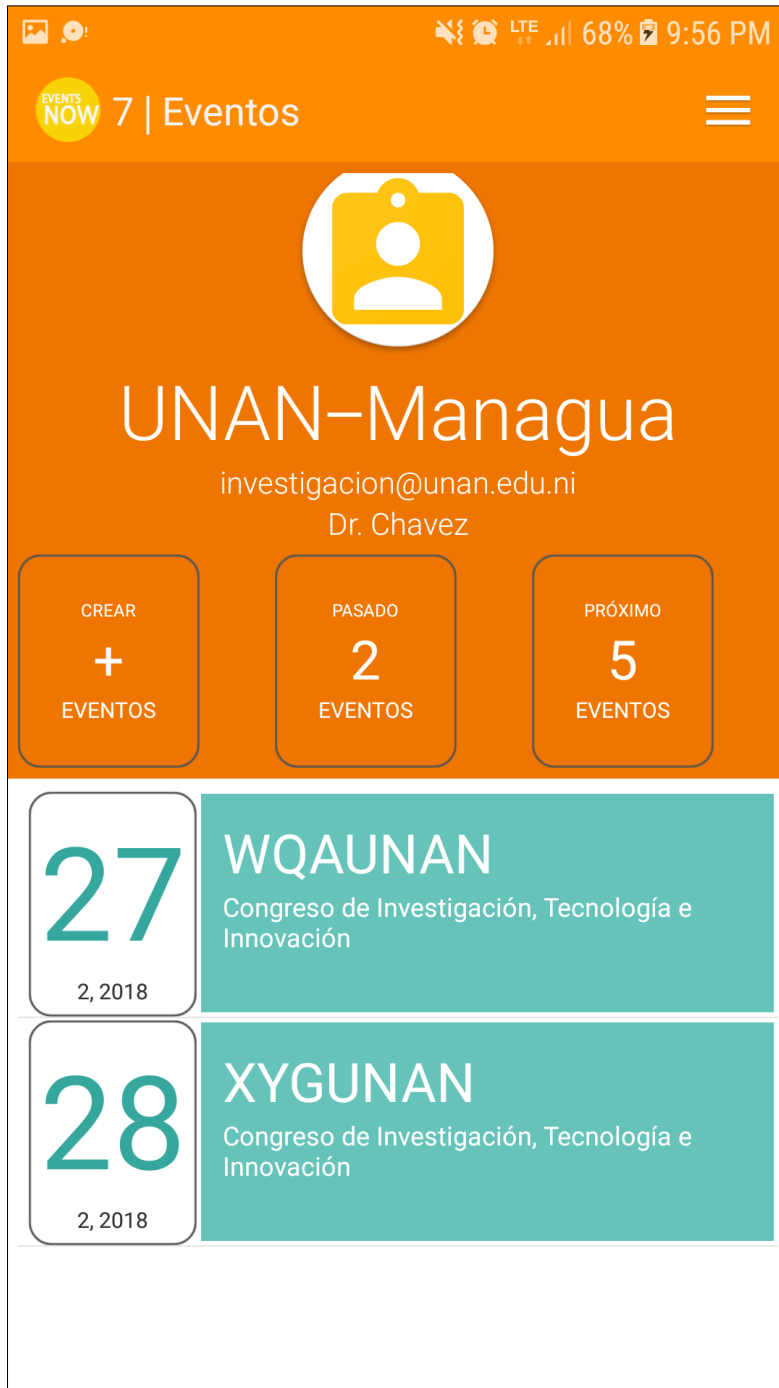 LTE 68% 9:56 PM
EVENTS
NOW
7 | Eventos
UNAN–Managua
investigacion@unan.edu.ni
Dr. Chavez
CREAR
+
EVENTOS
PASADO
2
EVENTOS
PRÓXIMO
5
EVENTOS
27
2, 2018
WQAUNAN
Congreso de Investigación, Tecnología e
Innovación
28
2, 2018
XYGUNAN
Congreso de Investigación, Tecnología e
Innovación